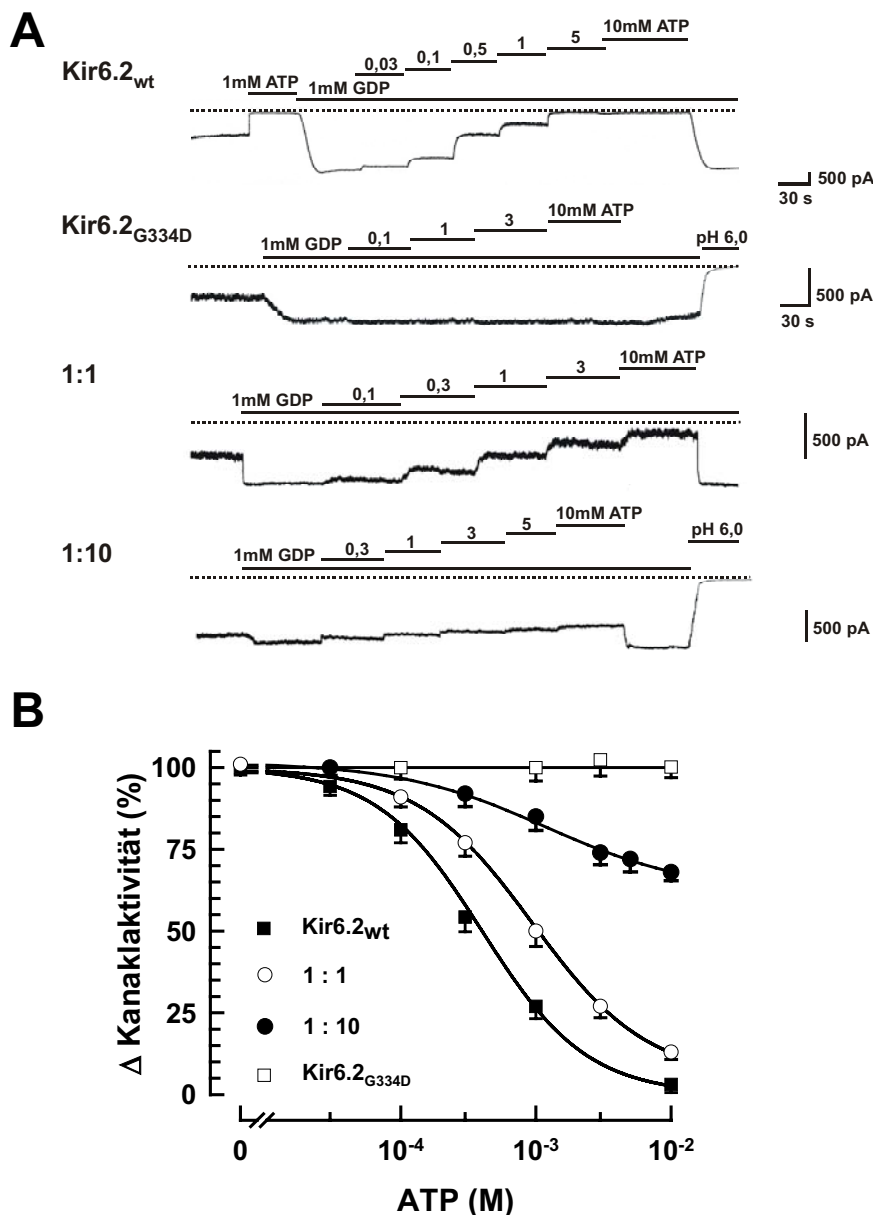 A
Kir6.2wt
1mM ATP
0,03
0,1
0,5
1
5
10mM ATP
1mM GDP
500 pA
30 s
Kir6.2G334D
1mM GDP
0,1
1
3
10mM ATP
pH 6,0
500 pA
30 s
1:1
1mM GDP
0,1
0,3
1
3
10mM ATP
500 pA
1:10
1mM GDP
0,3
1
3
5
10mM ATP
pH 6,0
500 pA
B
Δ Kanaklaktivität (%)
100
75
50
25
0
Kir6.2wt
1 : 1
1 : 10
Kir6.2G334D
0
10-4
10-3
10-2
ATP (M)